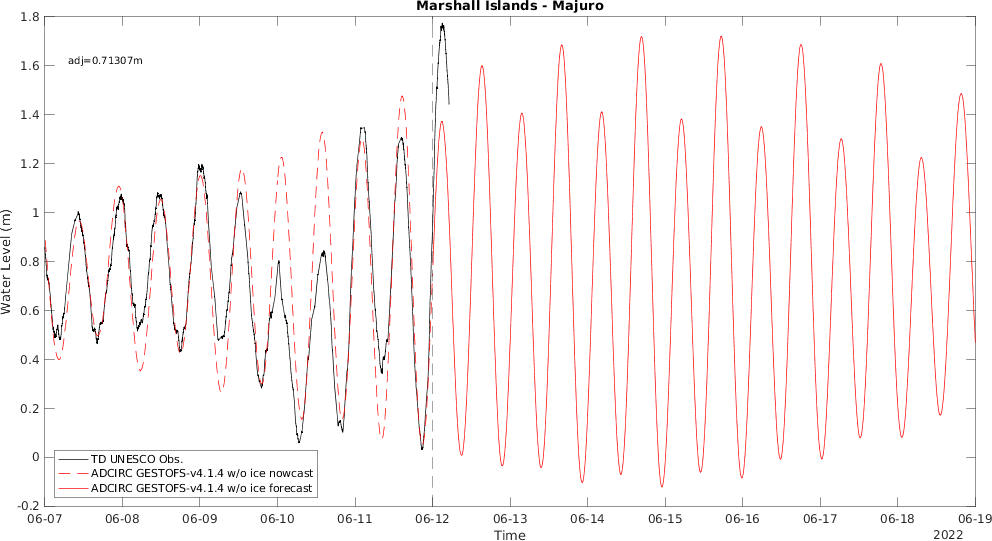 Marshall Islands - Majuro
1.8
1.6
1.4
1.2
1
0.8
0.6
0.4
0.2
0
-0.2
Water Level (m)
adj=0.71307m
TD UNESCO Obs.
ADCIRC GESTOFS-v4.1.4 w/o ice nowcast
ADCIRC GESTOFS-v4.1.4 w/o ice forecast
06-07 06-08 06-09 06-10 06-11 06-12 06-13 06-14 06-15 06-16 06-17 06-18 06-19
Time
2022